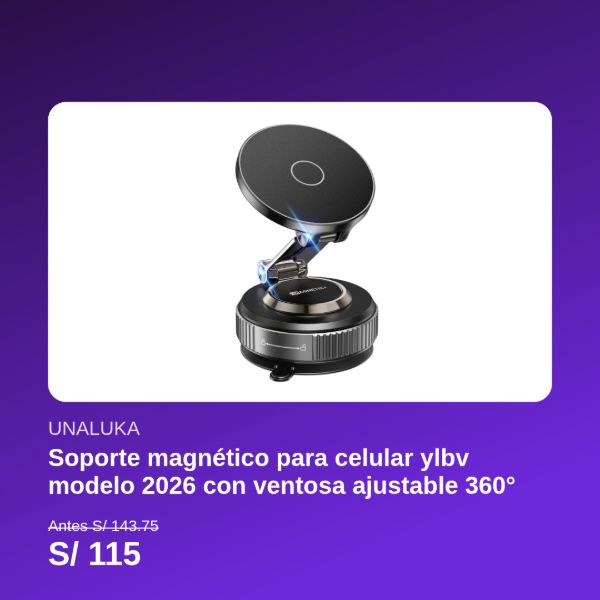 UNALUKA
Soporte magnético para celular ylbv
modelo 2026 con ventosa ajustable 360°
Antes S/ 143.75
S/ 115